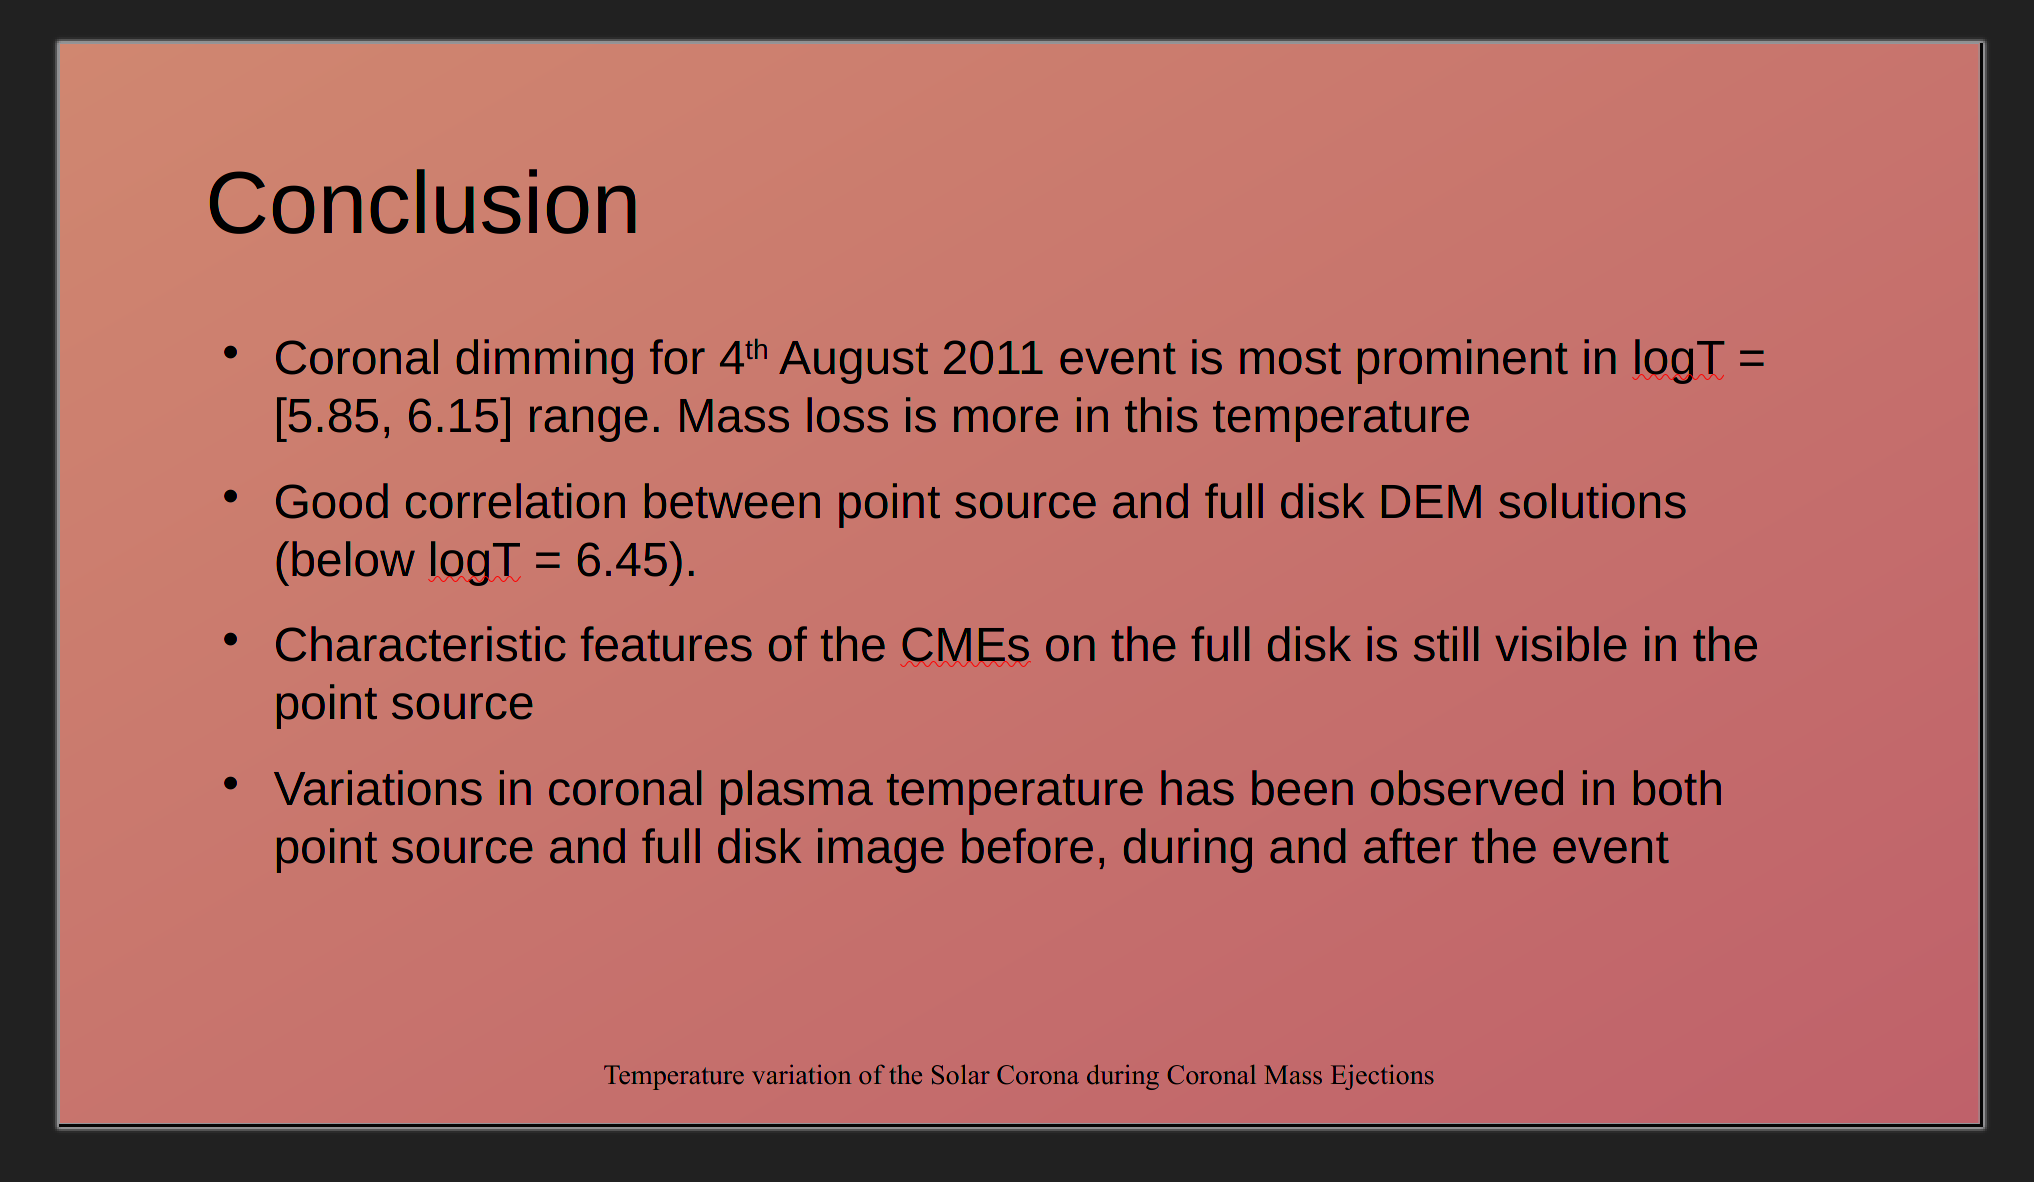 Conclusion
• Coronal dimming for 4th August 2011 event is most prominent in logT =
[5.85, 6.15] range. Mass loss is more in this temperature
• Good correlation between point source and full disk DEM solutions
(below logT = 6.45).
• Characteristic features of the CMEs on the full disk is still visible in the
point source
• Variations in coronal plasma temperature has been observed in both
point source and full disk image before, during and after the event
Temperature variation of the Solar Corona during Coronal Mass Ejections